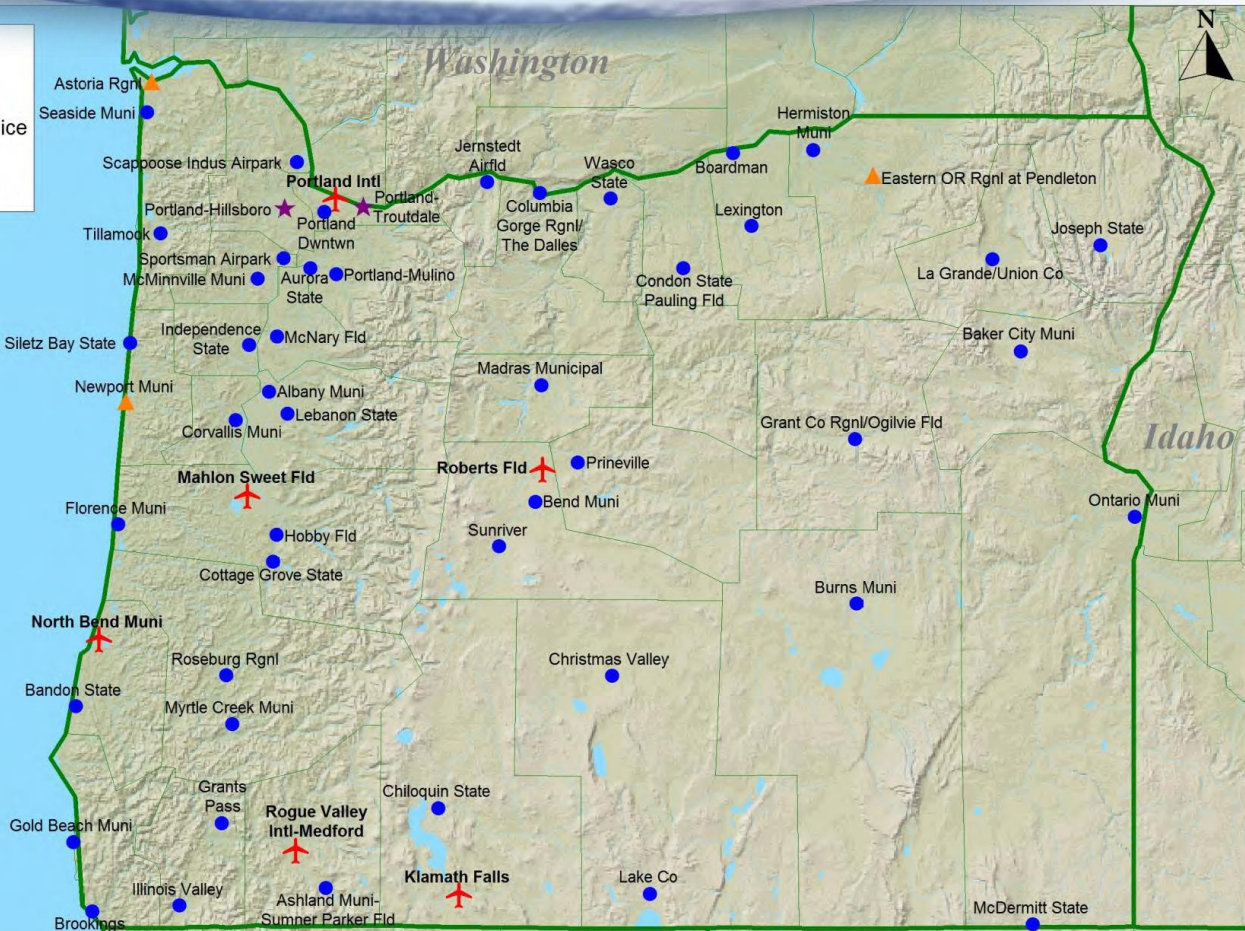 Washington
N
Astoria Rgnl
Seaside Muni
ice
Hermiston
Muni
Scappoose Indus Airpark
Jernstedt
Airfld
Wasco
State
Boardman
Portland Intl
Eastern OR Rgnl at Pendleton
Portland-Hillsboro
Portland-
Troutdale
Portland
Dwntwn
Columbia
Gorge Rgnl/
The Dalles
Lexington
Tillamook
Joseph State
Sportsman Airpark
McMinnville Muni
Aurora
State
Portland-Mulino
Condon State
Pauling Fld
La Grande/Union Co
Siletz Bay State
Independence
State
McNary Fld
Baker City Muni
Newport Muni
Madras Municipal
Albany Muni
Lebanon State
Corvallis Muni
Grant Co Rgnl/Ogilvie Fld
Idaho
Mahlon Sweet Fld
Roberts Fld
Prineville
Florence Muni
Bend Muni
Ontario Muni
Hobby Fld
Sunriver
Cottage Grove State
Burns Muni
North Bend Muni
Roseburg Rgnl
Christmas Valley
Bandon State
Myrtle Creek Muni
Grants
Pass
Chiloquin State
Rogue Valley
Intl-Medford
Gold Beach Muni
Klamath Falls
Lake Co
Illinois Valley
Ashland Muni-
Sumner Parker Fld
McDermitt State
Brookings